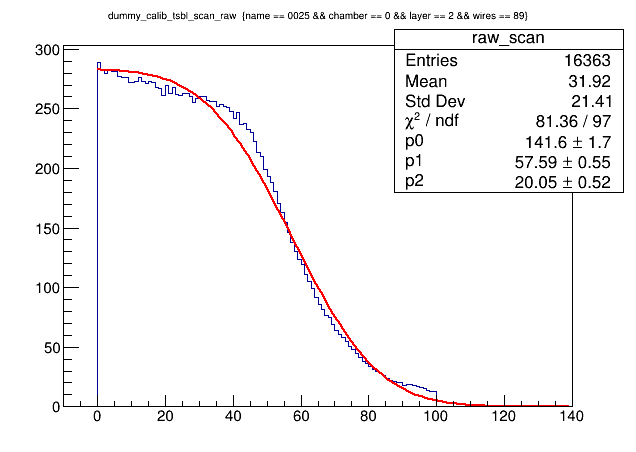 dummy_calib_tsbl_scan_raw {name == 0025 && chamber == 0 && layer == 2 && wires == 89}
raw_scan
Entries 16363
Mean 31.92
Std Dev 21.41
χ² / ndf 81.36 / 97
p0 141.6 ± 1.7
p1 57.59 ± 0.55
p2 20.05 ± 0.52
300
250
200
150
100
50
0
0 20 40 60 80 100 120 140